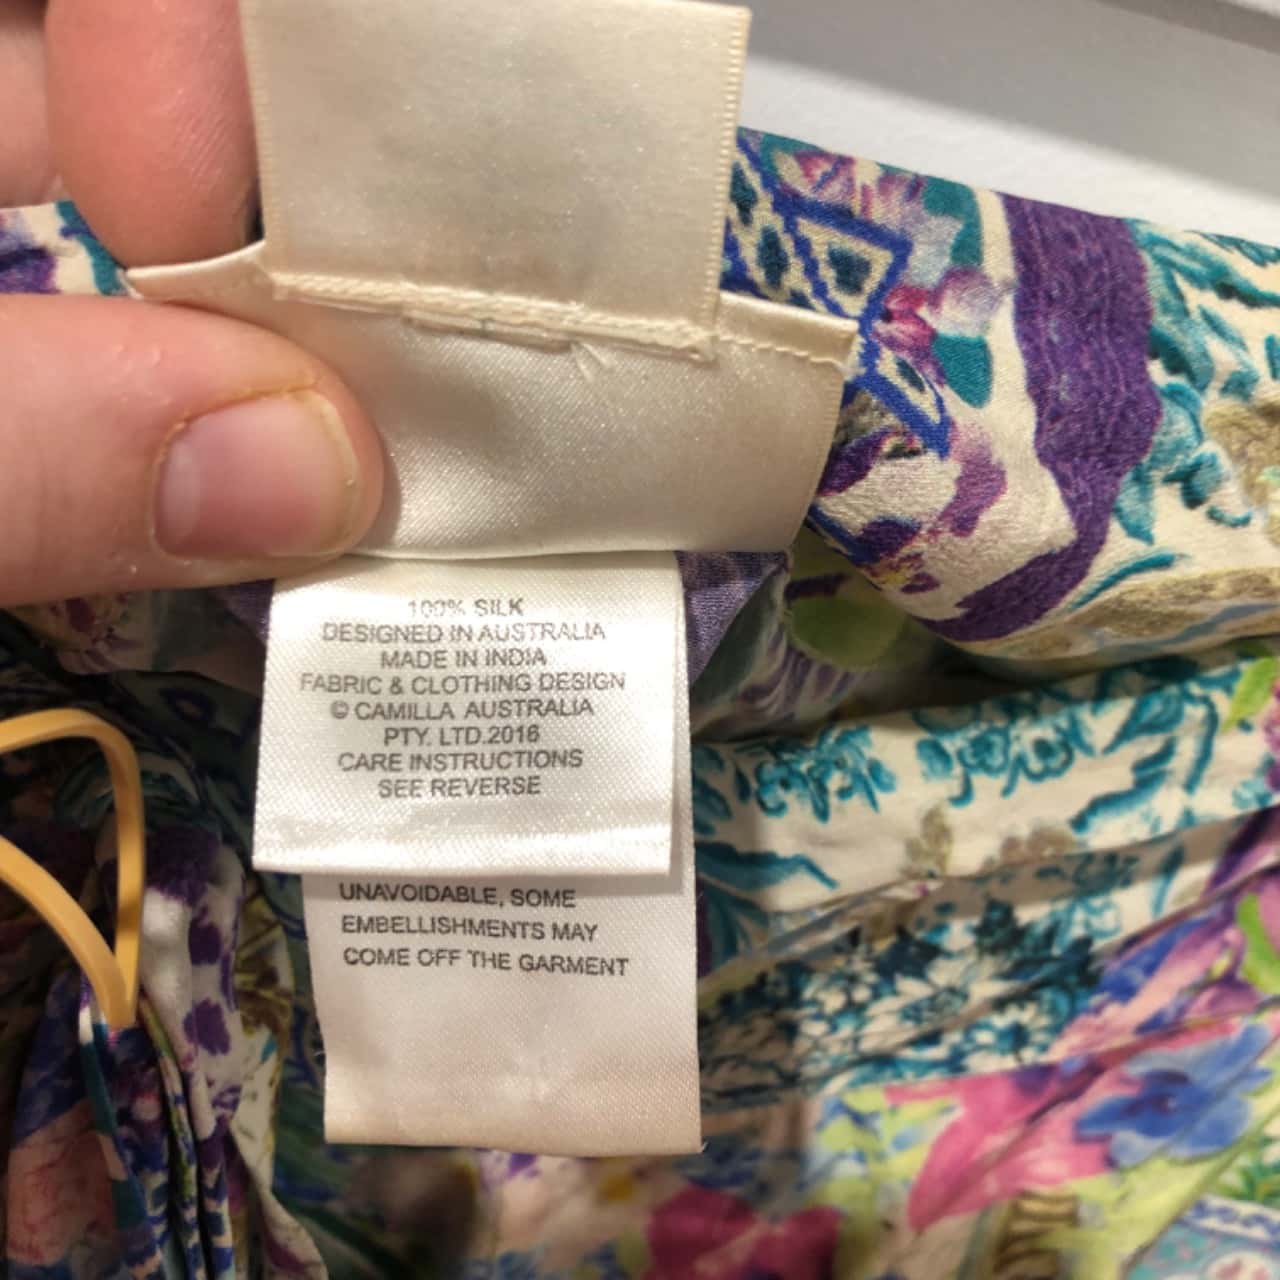 100% SILK
DESIGNED IN AUSTRALIA
MADE IN INDIA
FABRIC & CLOTHING DESIGN
© CAMILLA AUSTRALIA
PTY. LTD.2016
CARE INSTRUCTIONS
SEE REVERSE
UNAVOIDABLE, SOME
EMBELLISHMENTS MAY
COME OFF THE GARMENT